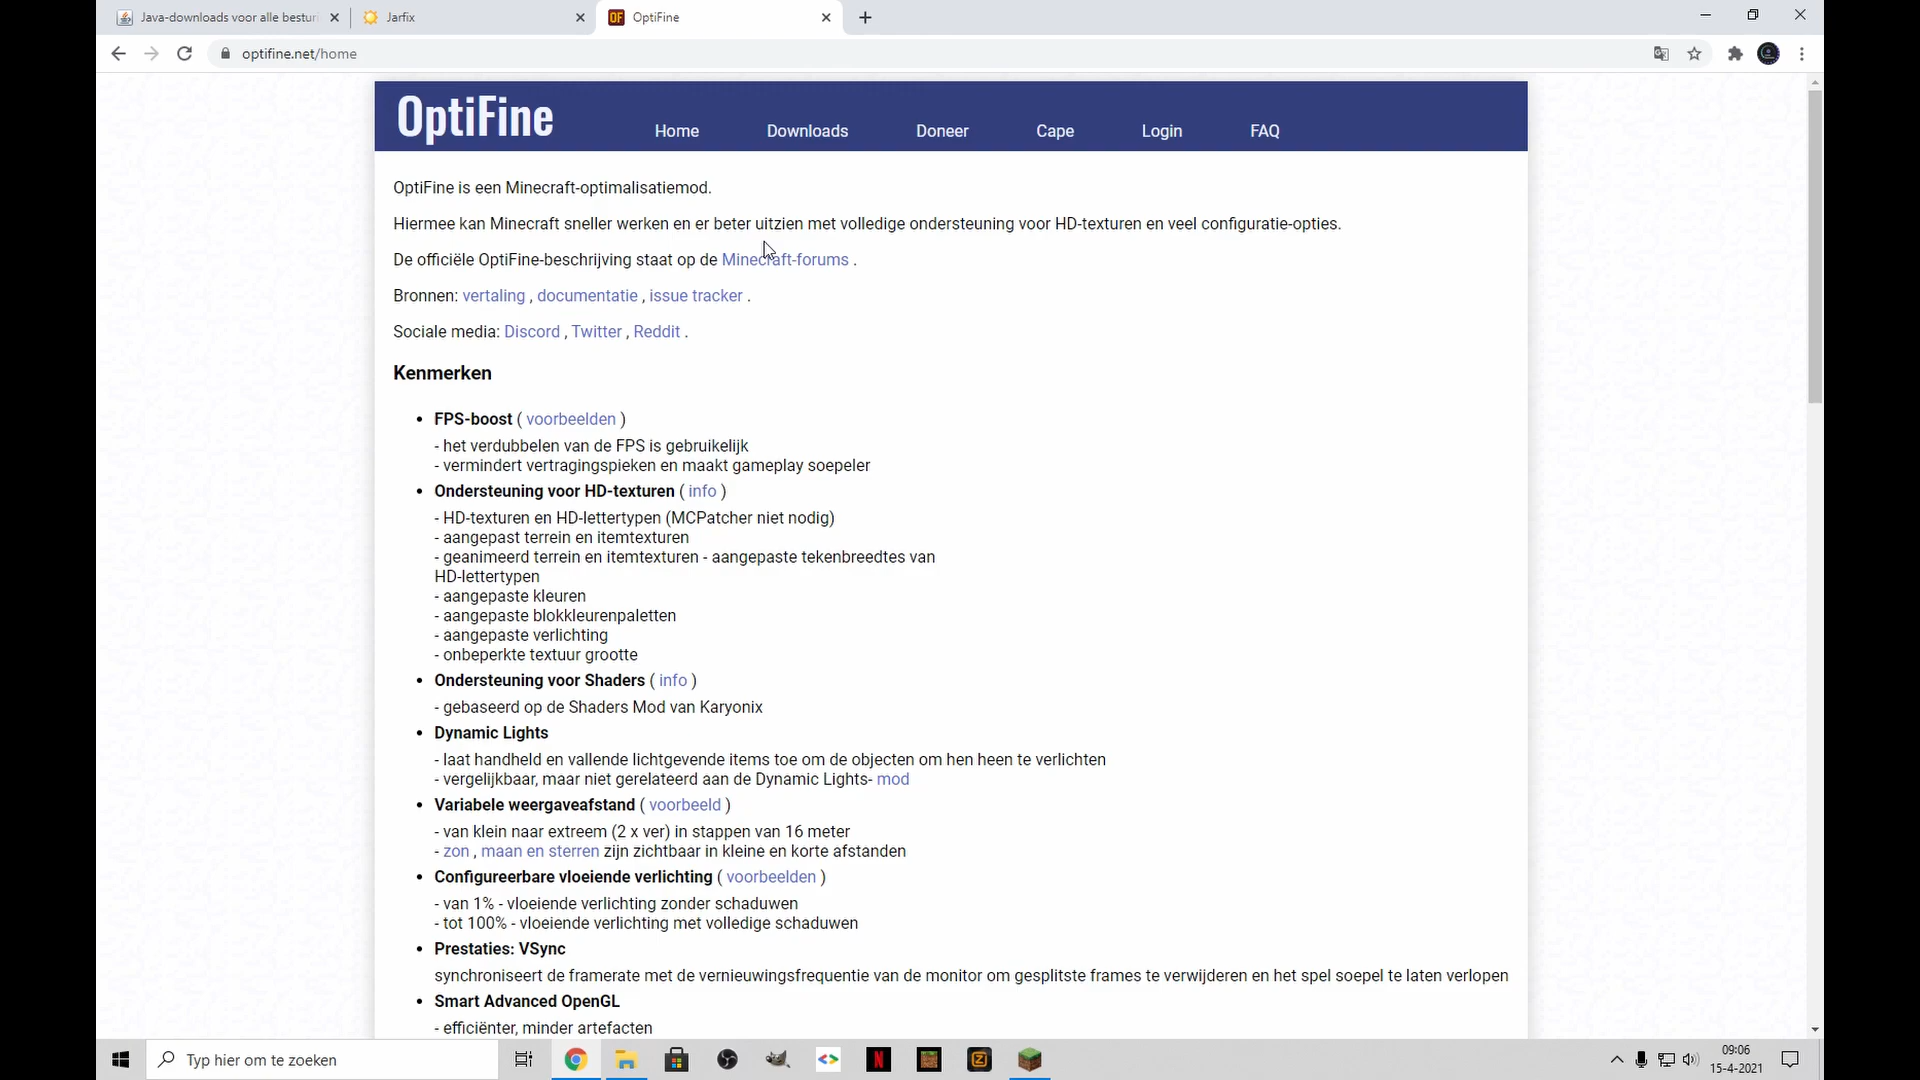 Java-downloads voor alle bestur
Jarfix
OptiFine
optifine.net/home
OptiFine
Home
Downloads
Doneer
Cape
Login
FAQ
OptiFine is een Minecraft-optimalisatiemod.
Hiermee kan Minecraft sneller werken en er beter uitzien met volledige ondersteuning voor HD-texturen en veel configuratie-opties.
De officiële OptiFine-beschrijving staat op de Minecraft-forums .
Bronnen: vertaling , documentatie , issue tracker .
Sociale media: Discord , Twitter , Reddit .
Kenmerken
• FPS-boost ( voorbeelden )
- het verdubbelen van de FPS is gebruikelijk
- vermindert vertragingspieken en maakt gameplay soepeler
• Ondersteuning voor HD-texturen ( info )
- HD-texturen en HD-lettertypen (MCPatcher niet nodig)
- aangepast terrein en itemtexturen
- geanimeerd terrein en itemtexturen - aangepaste tekenbreedtes van
HD-lettertypen
- aangepaste kleuren
- aangepaste blokkleurenpaletten
- aangepaste verlichting
- onbeperkte textuur grootte
• Ondersteuning voor Shaders ( info )
- gebaseerd op de Shaders Mod van Karyonix
• Dynamic Lights
- laat handheld en vallende lichtgevende items toe om de objecten om hen heen te verlichten
- vergelijkbaar, maar niet gerelateerd aan de Dynamic Lights- mod
• Variabele weergaveafstand ( voorbeeld )
- van klein naar extreem (2 x ver) in stappen van 16 meter
- zon , maan en sterren zijn zichtbaar in kleine en korte afstanden
• Configureerbare vloeiende verlichting ( voorbeelden )
- van 1% - vloeiende verlichting zonder schaduwen
- tot 100% - vloeiende verlichting met volledige schaduwen
• Prestaties: VSync
synchroniseert de framerate met de vernieuwingsfrequentie van de monitor om gesplitste frames te verwijderen en het spel soepel te laten verlopen
• Smart Advanced OpenGL
- efficiënter, minder artefacten
Typ hier om te zoeken
09:06
15-4-2021